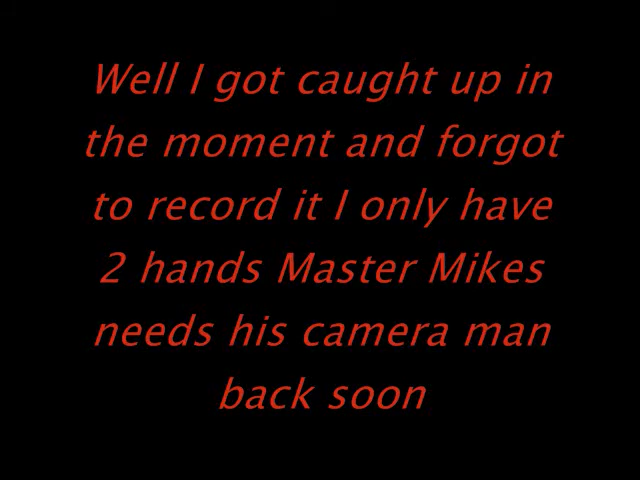 Well I got caught up in
the moment and forgot
to record it I only have
2 hands Master Mikes
needs his camera man
back soon